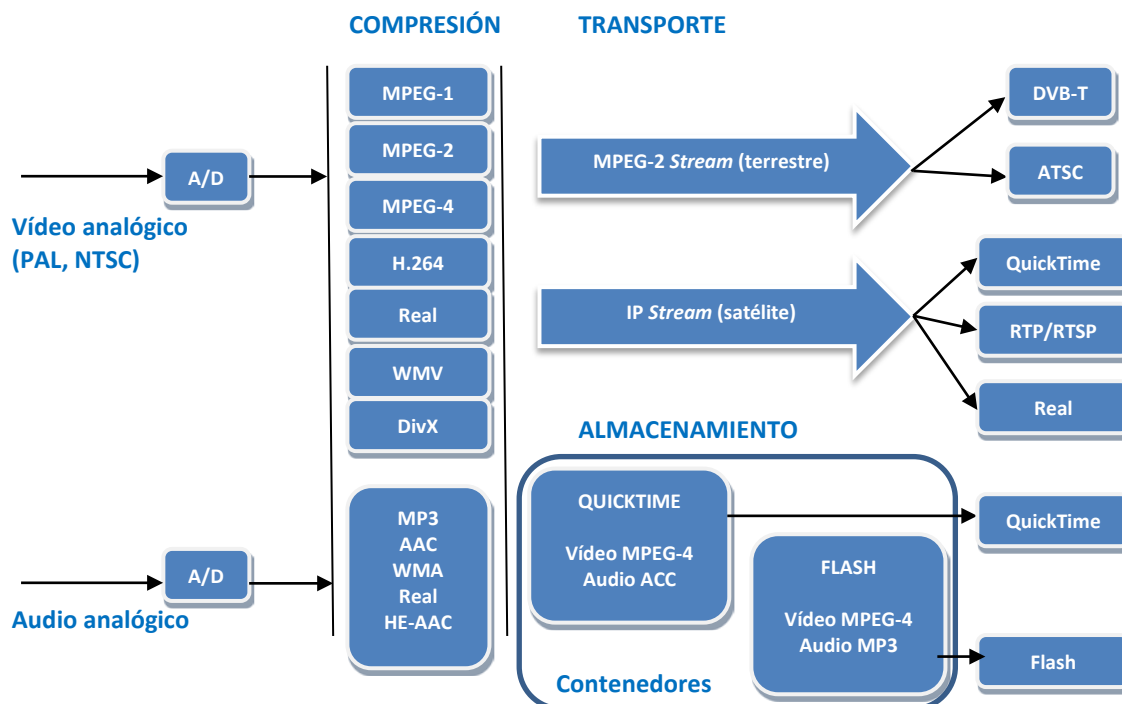 COMPRESIÓN
TRANSPORTE
A/D
Vídeo analógico
(PAL, NTSC)
MPEG-1
MPEG-2
MPEG-4
H.264
Real
WMV
DivX
MPEG-2 Stream (terrestre)
DVB-T
ATSC
IP Stream (satélite)
QuickTime
RTP/RTSP
Real
A/D
Audio analógico
MP3
AAC
WMA
Real
HE-AAC
ALMACENAMIENTO
QUICKTIME
Vídeo MPEG-4
Audio ACC
FLASH
Vídeo MPEG-4
Audio MP3
Contenedores
QuickTime
Flash